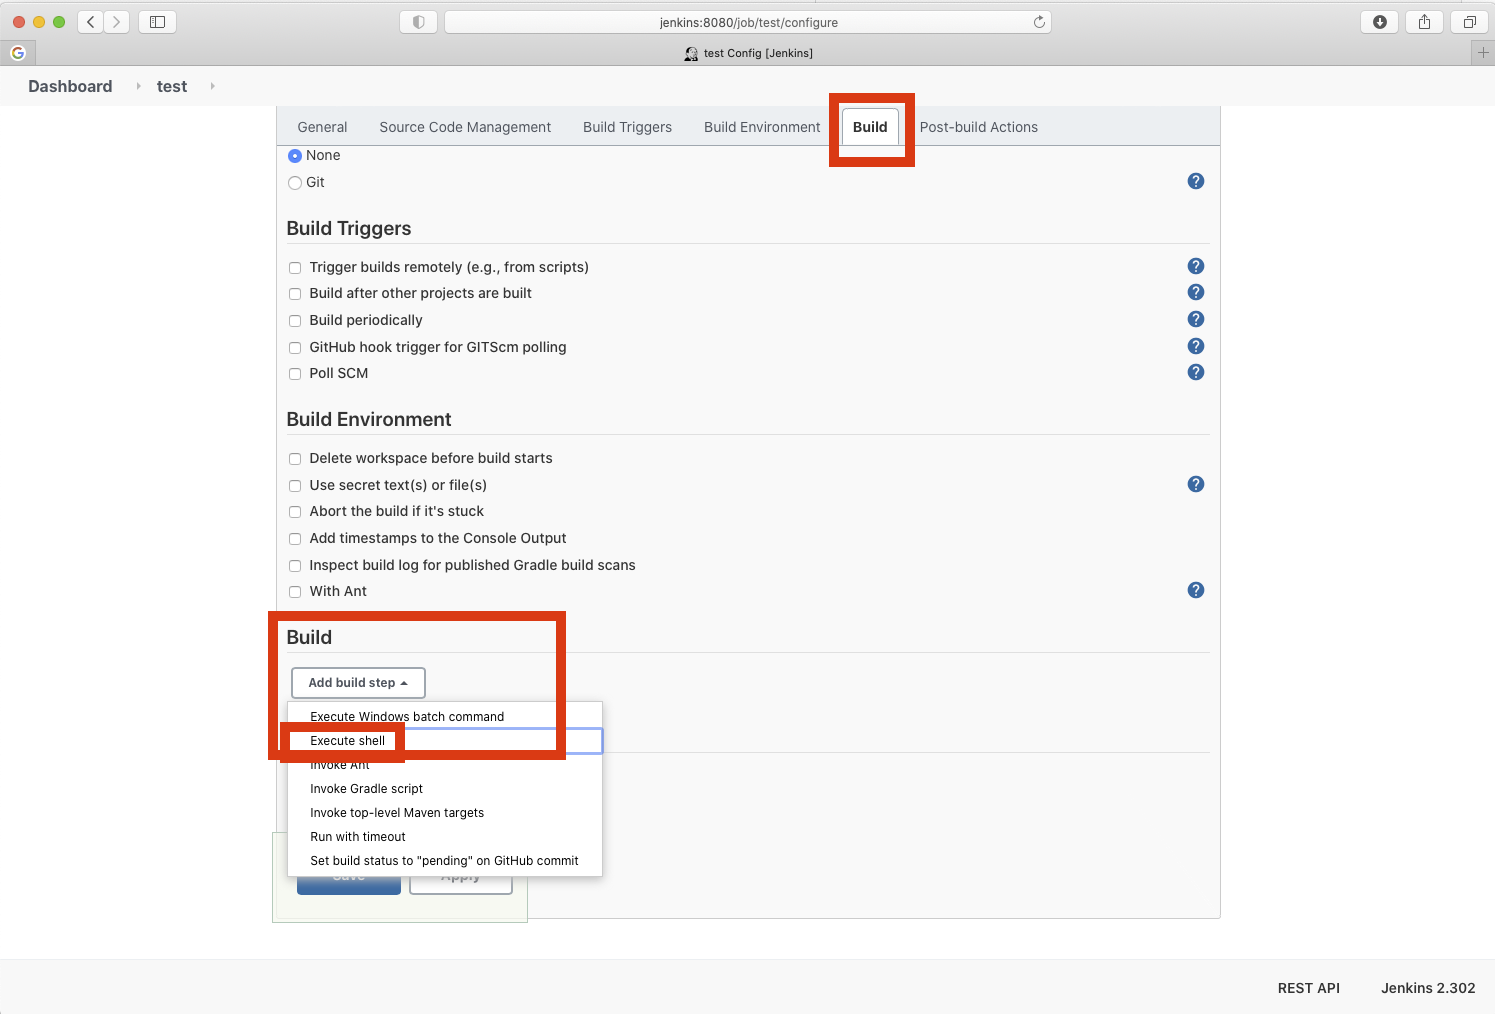 jenkins:8080/job/test/configure
test Config [Jenkins]
Dashboard test
General Source Code Management Build Triggers Build Environment Build Post-build Actions
None
Git
Build Triggers
Trigger builds remotely (e.g., from scripts)
Build after other projects are built
Build periodically
GitHub hook trigger for GITScm polling
Poll SCM
Build Environment
Delete workspace before build starts
Use secret text(s) or file(s)
Abort the build if it's stuck
Add timestamps to the Console Output
Inspect build log for published Gradle build scans
With Ant
Build
Add build step
Execute Windows batch command
Execute shell
Invoke Ant
Invoke Gradle script
Invoke top-level Maven targets
Run with timeout
Set build status to "pending" on GitHub commit
Save Apply
REST API Jenkins 2.302